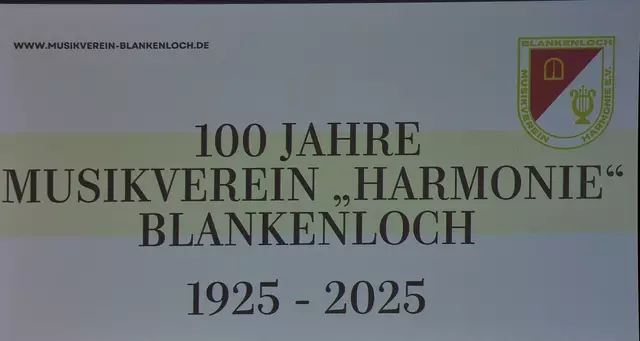 WWW.MUSIKVEREIN-BLANKENLOCH.DE
BLANKENLOCH
MUSIKVEREIN
HARMONIE E.V.
100 JAHRE
MUSIKVEREIN „HARMONIE“
BLANKENLOCH
1925 - 2025